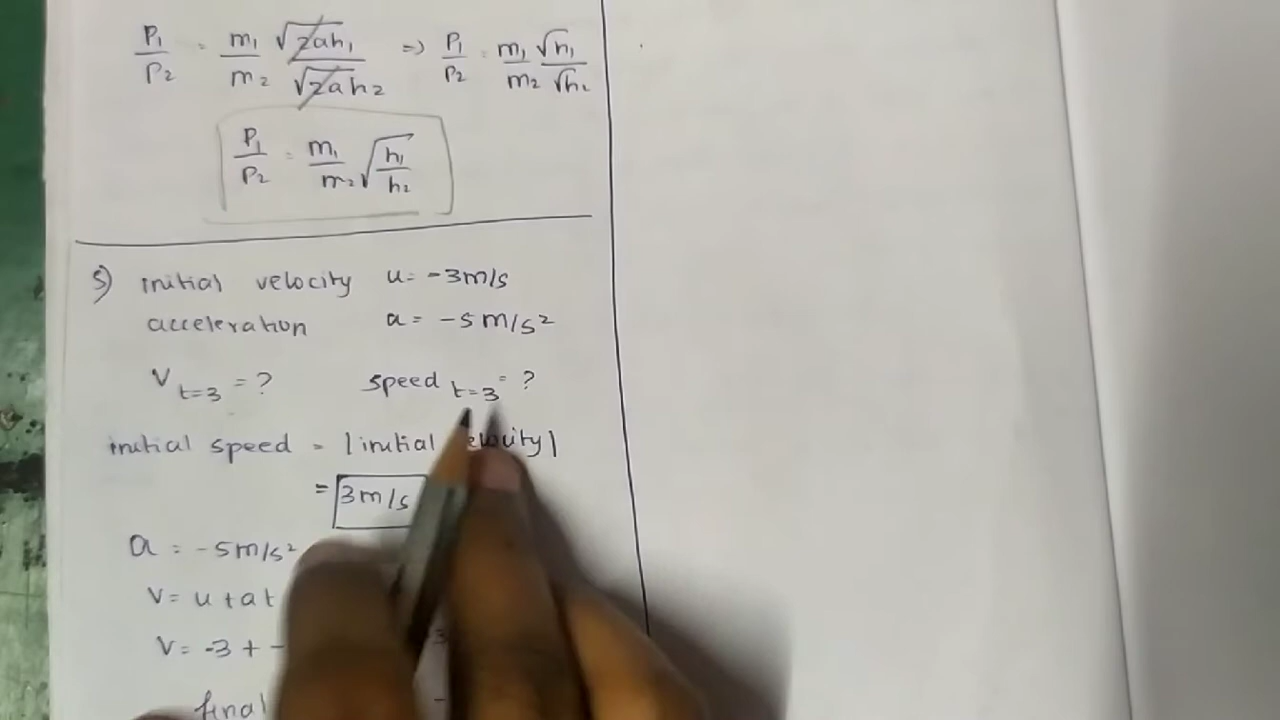 P1/P2 = m1/m2 √2ah1/√2ah2 => P1/P2 = m1/m2 √h1/√h2
P1/P2 = m1/m2 √h1/h2
5) initial velocity u = -3m/s
acceleration a = -5m/s²
V t=3 = ? speed t=3 = ?
initial speed = |initial velocity|
= 3m/s
a = -5m/s²
V = u + at
V = -3 + -
final